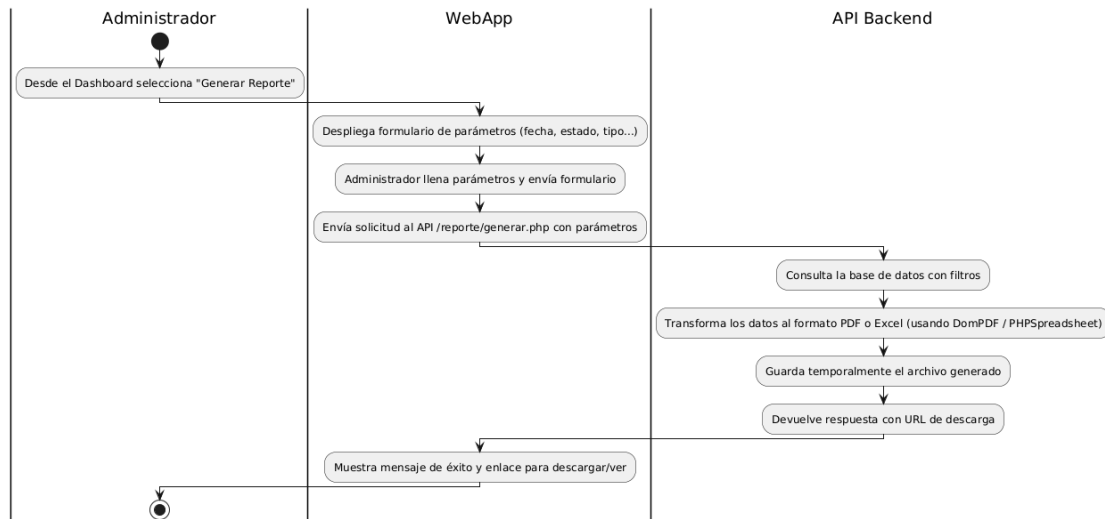 Administrador
WebApp
API Backend
Desde el Dashboard selecciona "Generar Reporte"
Despliega formulario de parámetros (fecha, estado, tipo...)
Administrador llena parámetros y envía formulario
Envía solicitud al API /reporte/generar.php con parámetros
Consulta la base de datos con filtros
Transforma los datos al formato PDF o Excel (usando DomPDF / PHPSpreadsheet)
Guarda temporalmente el archivo generado
Devuelve respuesta con URL de descarga
Muestra mensaje de éxito y enlace para descargar/ver